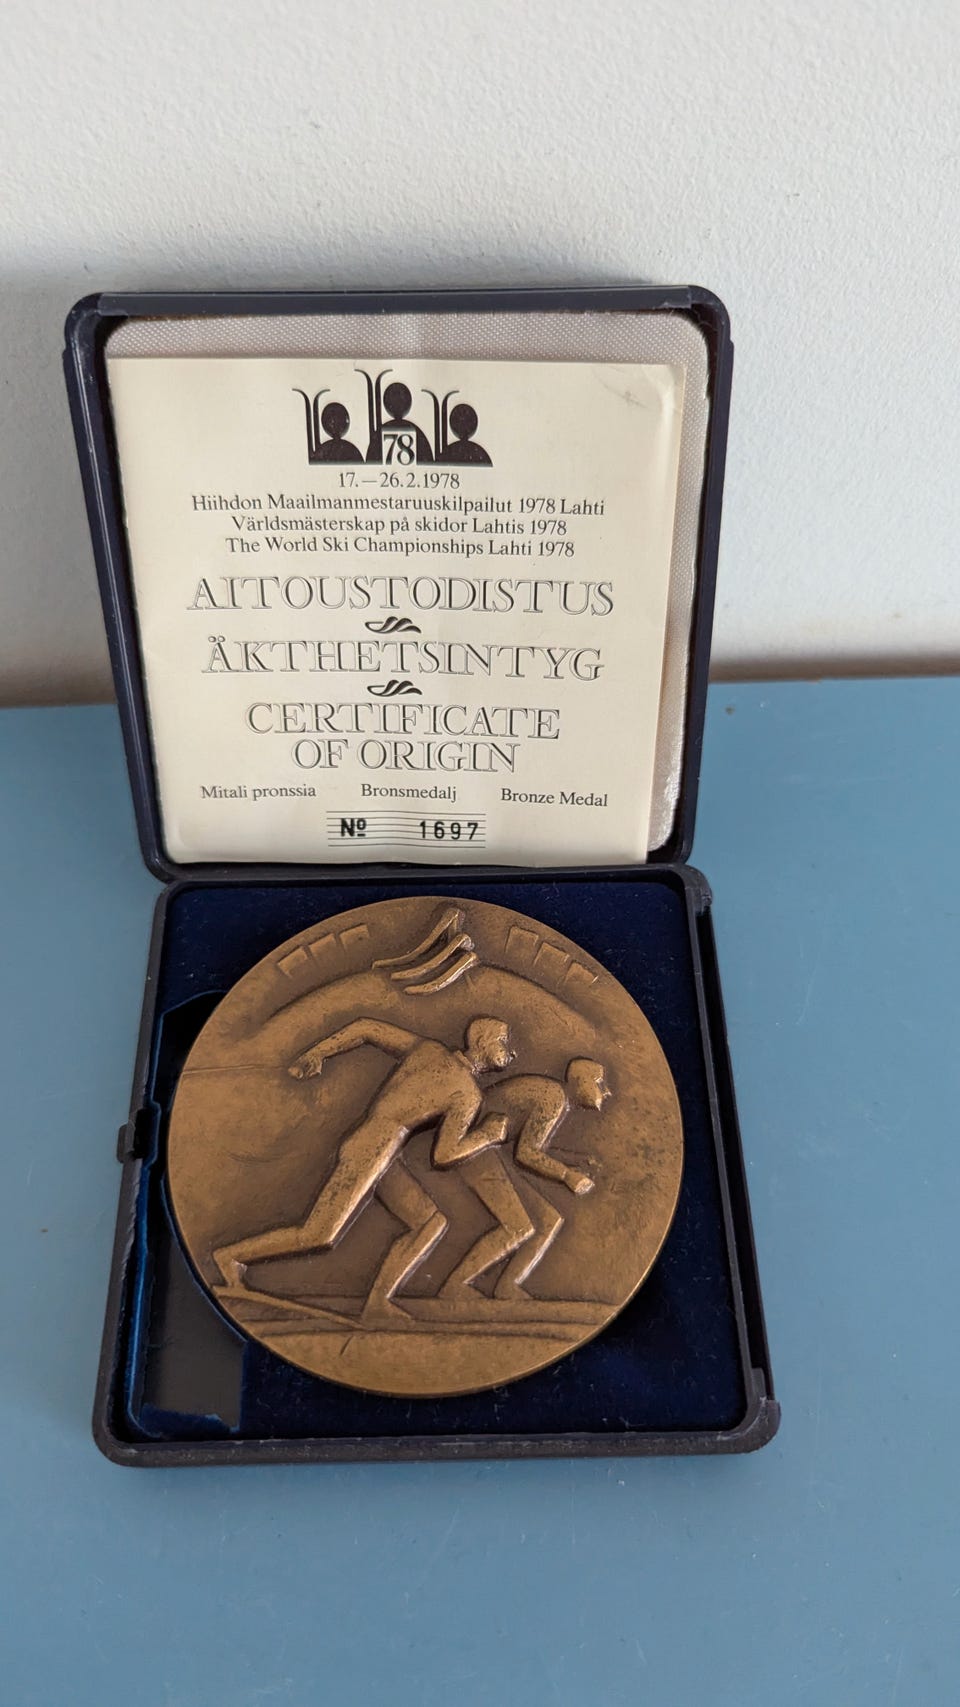 78
17.–26.2.1978
Hiihdon Maailmanmestaruuskilpailut 1978 Lahti
Världsmästerskap på skidor Lahtis 1978
The World Ski Championships Lahti 1978
AITOUSTODISTUS
ÄKTHETSINTYG
CERTIFICATE
OF ORIGIN
Mitali pronssia Bronsmedalj Bronze Medal
Nº 1697